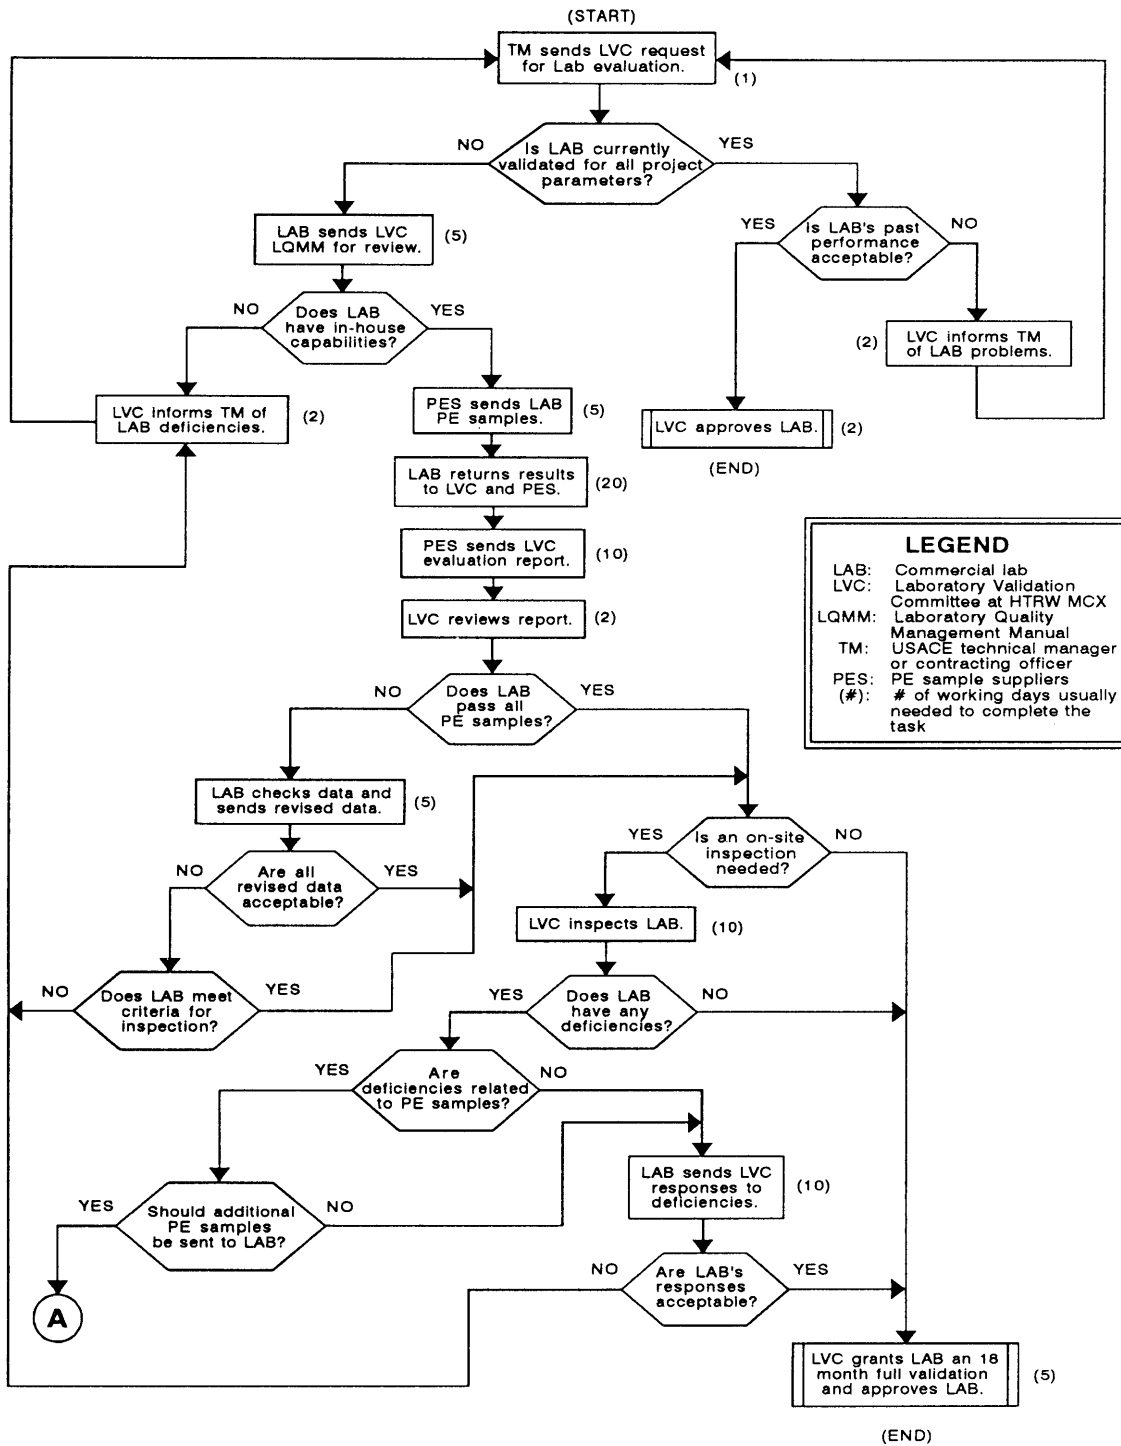 (START)
TM sends LVC request
for Lab evaluation.
(1)
NO
Is LAB currently
validated for all project
parameters?
YES
LAB sends LVC
LQMM for review.
(5)
YES
Is LAB's past
performance
acceptable?
NO
NO
Does LAB
have in-house
capabilities?
YES
(2)
LVC informs TM
of LAB problems.
LVC informs TM of
LAB deficiencies.
(2)
PES sends LAB
PE samples.
(5)
LVC approves LAB.
(2)
(END)
LAB returns results
to LVC and PES.
(20)
PES sends LVC
evaluation report.
(10)
LVC reviews report.
(2)
LEGEND
LAB: Commercial lab
LVC: Laboratory Validation
Committee at HTRW MCX
LQMM: Laboratory Quality
Management Manual
TM: USACE technical manager
or contracting officer
PES: PE sample suppliers
(#): # of working days usually
needed to complete the
task
NO
Does LAB
pass all
PE samples?
YES
LAB checks data and
sends revised data.
(5)
YES
Is an on-site
inspection
needed?
NO
NO
Are all
revised data
acceptable?
YES
LVC inspects LAB.
(10)
NO
Does LAB meet
criteria for
inspection?
YES
YES
Does LAB
have any
deficiencies?
NO
YES
Are
deficiencies related
to PE samples?
NO
LAB sends LVC
responses to
deficiencies.
(10)
YES
Should additional
PE samples
be sent to LAB?
NO
NO
Are LAB's
responses
acceptable?
YES
A
LVC grants LAB an 18
month full validation
and approves LAB.
(5)
(END)